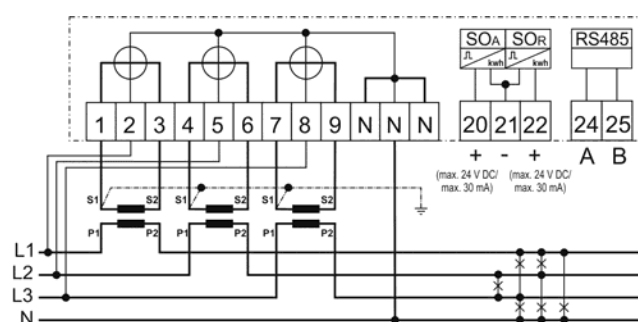 SOA SOR RS485
kwh kwh
1 2 3 4 5 6 7 8 9 N N N 20 21 22 24 25
+ - + A B
(max. 24 V DC/ max. 30 mA) (max. 24 V DC/ max. 30 mA)
S1 S2 S1 S2 S1 S2
P1 P2 P1 P2 P1 P2
L1
L2
L3
N